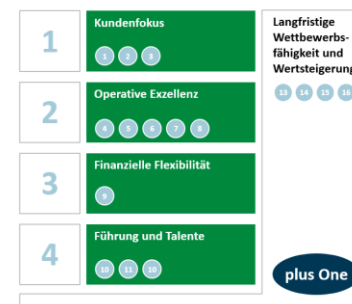 1
Kundenfokus
1 2 3
2
Operative Exzellenz
4 5 6 7 8
3
Finanzielle Flexibilität
9
4
Führung und Talente
10 11 10
Langfristige
Wettbewerbs-
fähigkeit und
Wertsteigerung
13 14 15 16
plus One